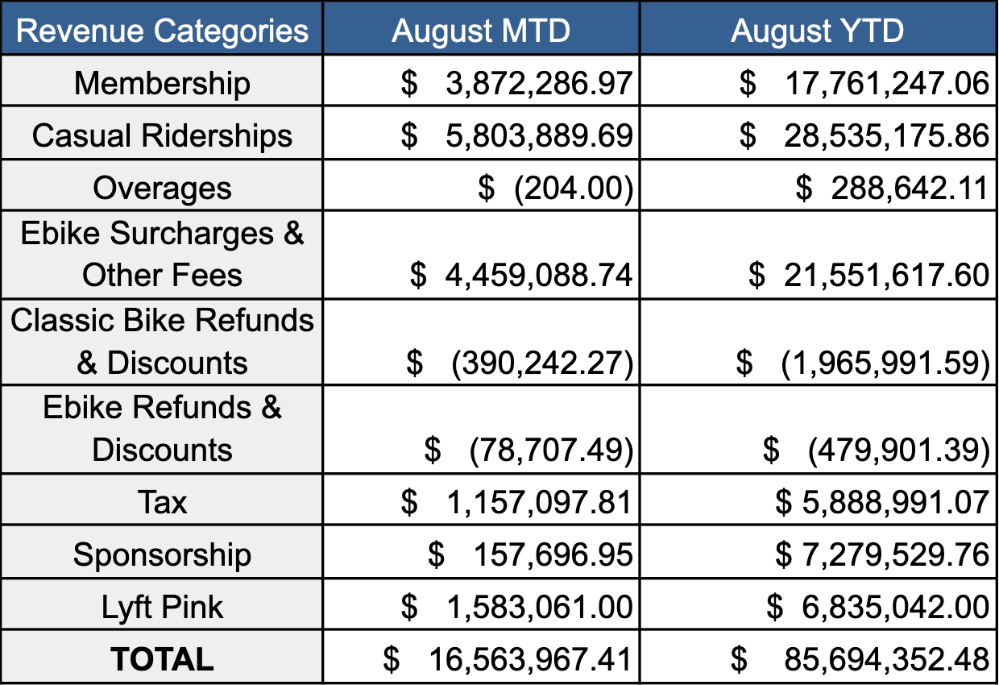 Revenue Categories August MTD August YTD
Membership $ 3,872,286.97 $ 17,761,247.06
Casual Riderships $ 5,803,889.69 $ 28,535,175.86
Overages $ (204.00) $ 288,642.11
Ebike Surcharges &
Other Fees $ 4,459,088.74 $ 21,551,617.60
Classic Bike Refunds
& Discounts $ (390,242.27) $ (1,965,991.59)
Ebike Refunds &
Discounts $ (78,707.49) $ (479,901.39)
Tax $ 1,157,097.81 $ 5,888,991.07
Sponsorship $ 157,696.95 $ 7,279,529.76
Lyft Pink $ 1,583,061.00 $ 6,835,042.00
TOTAL $ 16,563,967.41 $ 85,694,352.48